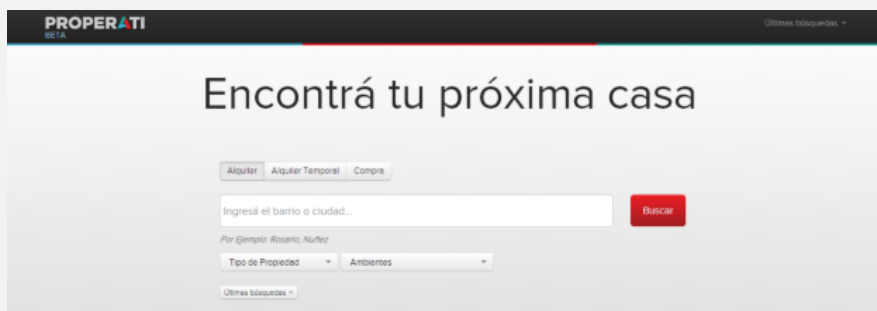 PROPERATI
BETA
Últimas búsquedas
Encontrá tu próxima casa
Alquiler Alquiler Temporal Compra
Ingresá el barrio o ciudad... Buscar
Por Ejemplo: Rosario, Nuñez
Tipo de Propiedad Ambientes
Últimas búsquedas